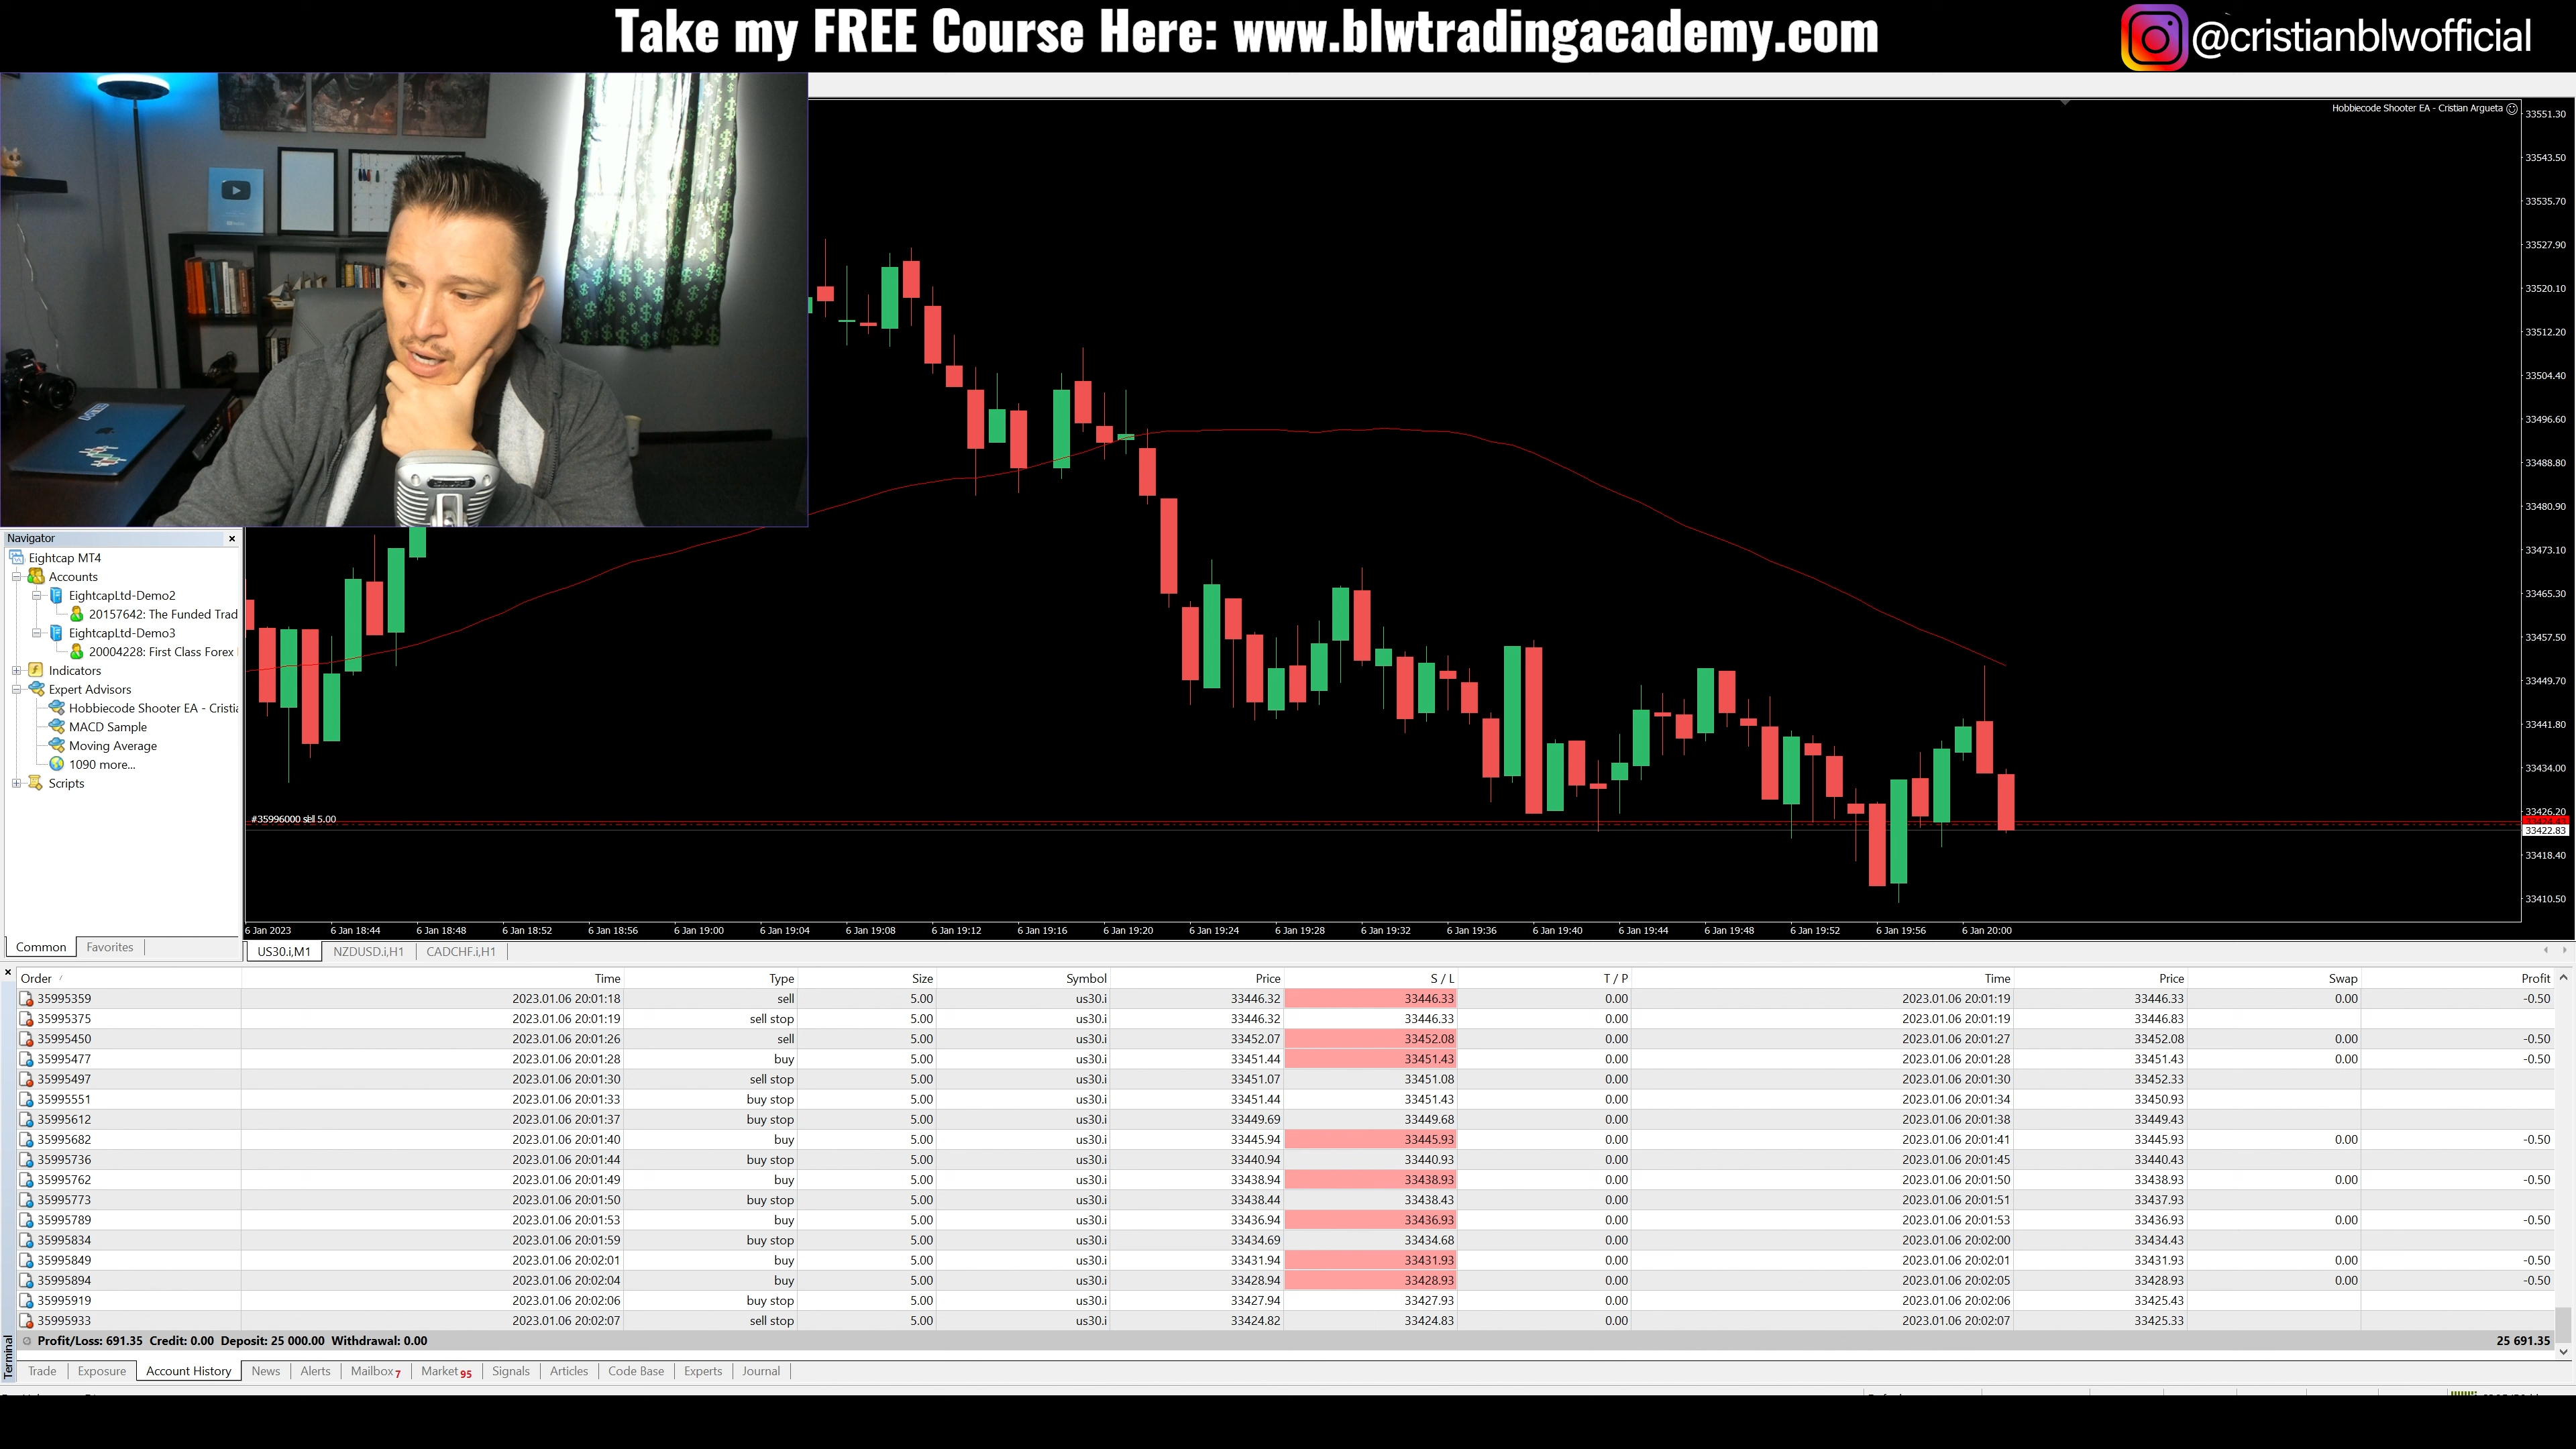 Take my FREE Course Here: www.blwtradingacademy.com
@cristianblwofficial
Hobbiecode Shooter EA - Cristian Argueta
33551.30
33543.50
33535.70
33527.90
33520.10
33512.20
33504.40
33496.60
33488.80
33480.90
33473.10
33465.30
33457.50
33449.70
33441.80
33434.00
33426.20
33422.83
33418.40
33410.50
Navigator
Eightcap MT4
Accounts
EightcapLtd-Demo2
20157642: The Funded Trad
EightcapLtd-Demo3
20004228: First Class Forex
Indicators
Expert Advisors
Hobbiecode Shooter EA - Cristia
MACD Sample
Moving Average
1090 more...
Scripts
Common Favorites
#35996000 sell 5.00
6 Jan 2023 6 Jan 18:44 6 Jan 18:48 6 Jan 18:52 6 Jan 18:56 6 Jan 19:00 6 Jan 19:04 6 Jan 19:08 6 Jan 19:12 6 Jan 19:16 6 Jan 19:20 6 Jan 19:24 6 Jan 19:28 6 Jan 19:32 6 Jan 19:36 6 Jan 19:40 6 Jan 19:44 6 Jan 19:48 6 Jan 19:52 6 Jan 19:56 6 Jan 20:00
US30.i,M1 NZDUSD.i,H1 CADCHF.i,H1
Order / Time Type Size Symbol Price S / L T / P Time Price Swap Profit
35995359 2023.01.06 20:01:18 sell 5.00 us30.i 33446.32 33446.33 0.00 2023.01.06 20:01:19 33446.33 0.00 -0.50
35995375 2023.01.06 20:01:19 sell stop 5.00 us30.i 33446.32 33446.33 0.00 2023.01.06 20:01:19 33446.83
35995450 2023.01.06 20:01:26 sell 5.00 us30.i 33452.07 33452.08 0.00 2023.01.06 20:01:27 33452.08 0.00 -0.50
35995477 2023.01.06 20:01:28 buy 5.00 us30.i 33451.44 33451.43 0.00 2023.01.06 20:01:28 33451.43 0.00 -0.50
35995497 2023.01.06 20:01:30 sell stop 5.00 us30.i 33451.07 33451.08 0.00 2023.01.06 20:01:30 33452.33
35995551 2023.01.06 20:01:33 buy stop 5.00 us30.i 33451.44 33451.43 0.00 2023.01.06 20:01:34 33450.93
35995612 2023.01.06 20:01:37 buy stop 5.00 us30.i 33449.69 33449.68 0.00 2023.01.06 20:01:38 33449.43
35995682 2023.01.06 20:01:40 buy 5.00 us30.i 33445.94 33445.93 0.00 2023.01.06 20:01:41 33445.93 0.00 -0.50
35995736 2023.01.06 20:01:44 buy stop 5.00 us30.i 33440.94 33440.93 0.00 2023.01.06 20:01:45 33440.43
35995762 2023.01.06 20:01:49 buy 5.00 us30.i 33438.94 33438.93 0.00 2023.01.06 20:01:50 33438.93 0.00 -0.50
35995773 2023.01.06 20:01:50 buy stop 5.00 us30.i 33438.44 33438.43 0.00 2023.01.06 20:01:51 33437.93
35995789 2023.01.06 20:01:53 buy 5.00 us30.i 33436.94 33436.93 0.00 2023.01.06 20:01:53 33436.93 0.00 -0.50
35995834 2023.01.06 20:01:59 buy stop 5.00 us30.i 33434.69 33434.68 0.00 2023.01.06 20:02:00 33434.43
35995849 2023.01.06 20:02:01 buy 5.00 us30.i 33431.94 33431.93 0.00 2023.01.06 20:02:01 33431.93 0.00 -0.50
35995894 2023.01.06 20:02:04 buy 5.00 us30.i 33428.94 33428.93 0.00 2023.01.06 20:02:05 33428.93 0.00 -0.50
35995919 2023.01.06 20:02:06 buy stop 5.00 us30.i 33427.94 33427.93 0.00 2023.01.06 20:02:06 33425.43
35995933 2023.01.06 20:02:07 sell stop 5.00 us30.i 33424.82 33424.83 0.00 2023.01.06 20:02:07 33425.33
Profit/Loss: 691.35 Credit: 0.00 Deposit: 25 000.00 Withdrawal: 0.00 25 691.35
Terminal
Trade Exposure Account History News Alerts Mailbox 7 Market 95 Signals Articles Code Base Experts Journal